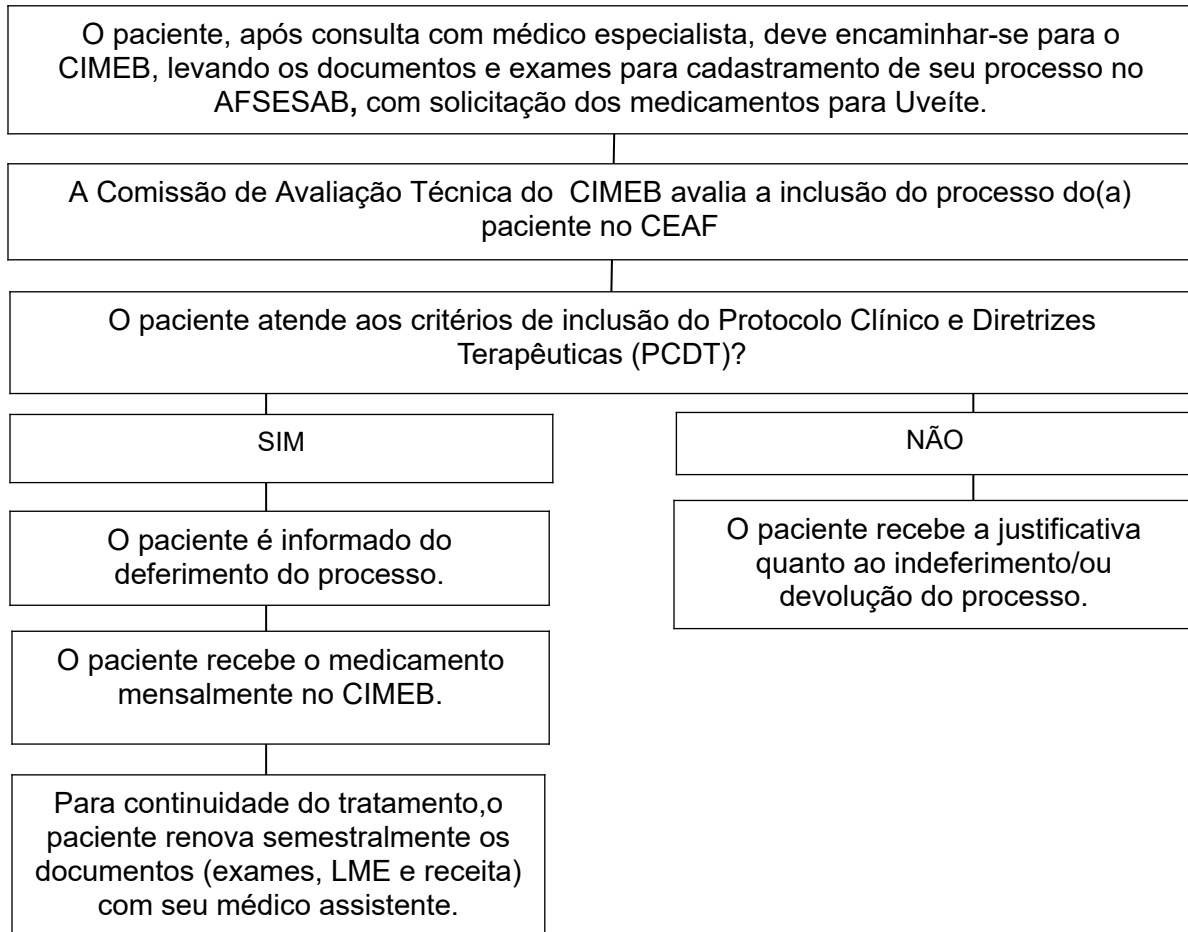 O paciente, após consulta com médico especialista, deve encaminhar-se para o
CIMEB, levando os documentos e exames para cadastramento de seu processo no
AFSESAB, com solicitação dos medicamentos para Uveíte.
A Comissão de Avaliação Técnica do CIMEB avalia a inclusão do processo do(a)
paciente no CEAF
O paciente atende aos critérios de inclusão do Protocolo Clínico e Diretrizes
Terapêuticas (PCDT)?
SIM
NÃO
O paciente é informado do
deferimento do processo.
O paciente recebe a justificativa
quanto ao indeferimento/ou
devolução do processo.
O paciente recebe o medicamento
mensalmente no CIMEB.
Para continuidade do tratamento,o
paciente renova semestralmente os
documentos (exames, LME e receita)
com seu médico assistente.